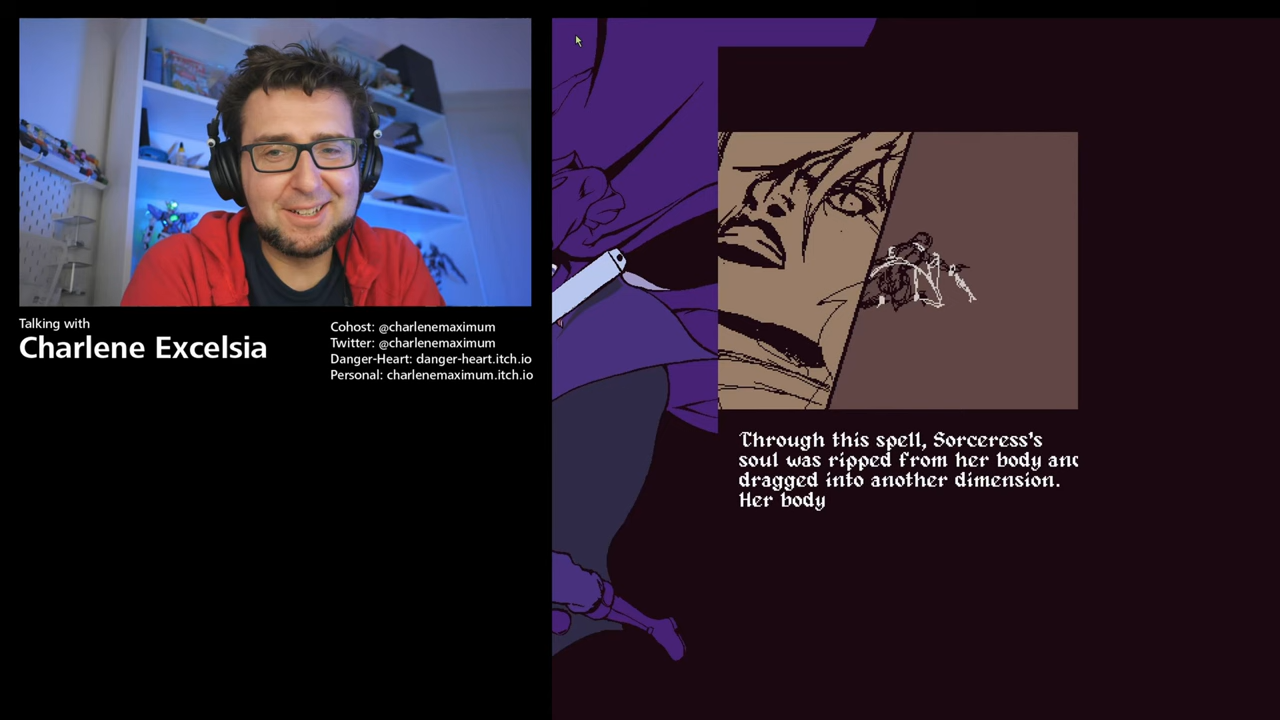 Talking with
Charlene Excelsia
Cohost: @charlenemaximum
Twitter: @charlenemaximum
Danger-Heart: danger-heart.itch.io
Personal: charlenemaximum.itch.io
Through this spell, Sorceress's
soul was ripped from her body and
dragged into another dimension.
Her body